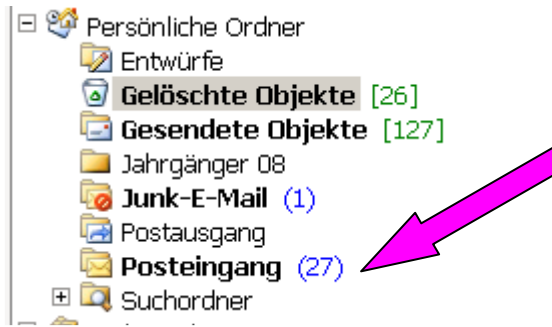 Persönliche Ordner
Entwürfe
Gelöschte Objekte [26]
Gesendete Objekte [127]
Jahrgänger 08
Junk-E-Mail (1)
Postausgang
Posteingang (27)
Suchordner